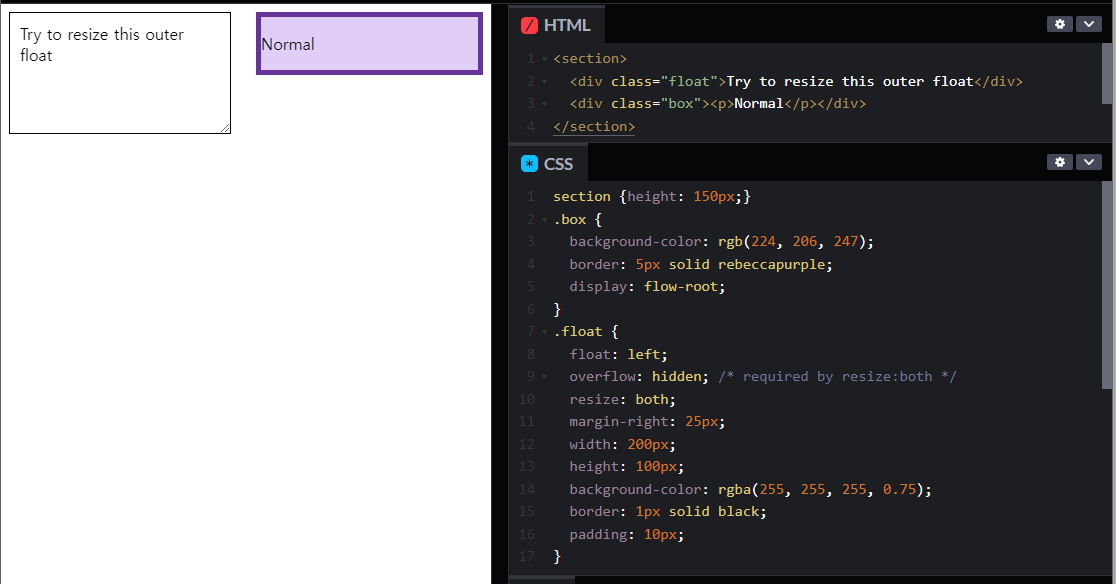 Try to resize this outer
float
Normal
HTML
1 <section>
2 <div class="float">Try to resize this outer float</div>
3 <div class="box"><p>Normal</p></div>
4 </section>
CSS
1 section {height: 150px;}
2 .box {
3 background-color: rgb(224, 206, 247);
4 border: 5px solid rebeccapurple;
5 display: flow-root;
6 }
7 .float {
8 float: left;
9 overflow: hidden; /* required by resize:both */
10 resize: both;
11 margin-right: 25px;
12 width: 200px;
13 height: 100px;
14 background-color: rgba(255, 255, 255, 0.75);
15 border: 1px solid black;
16 padding: 10px;
17 }